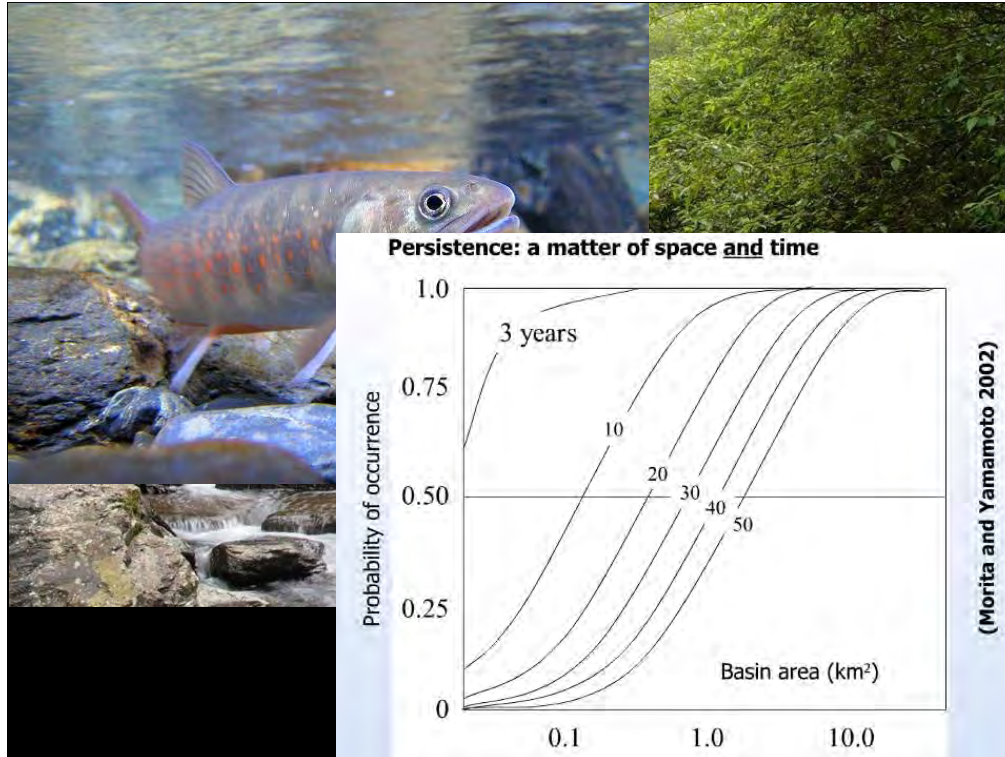 Persistence: a matter of space and time
1.0
0.75
0.50
0.25
0
Probability of occurrence
3 years
10
20
30
40
50
Basin area (km²)
0.1
1.0
10.0
(Morita and Yamamoto 2002)